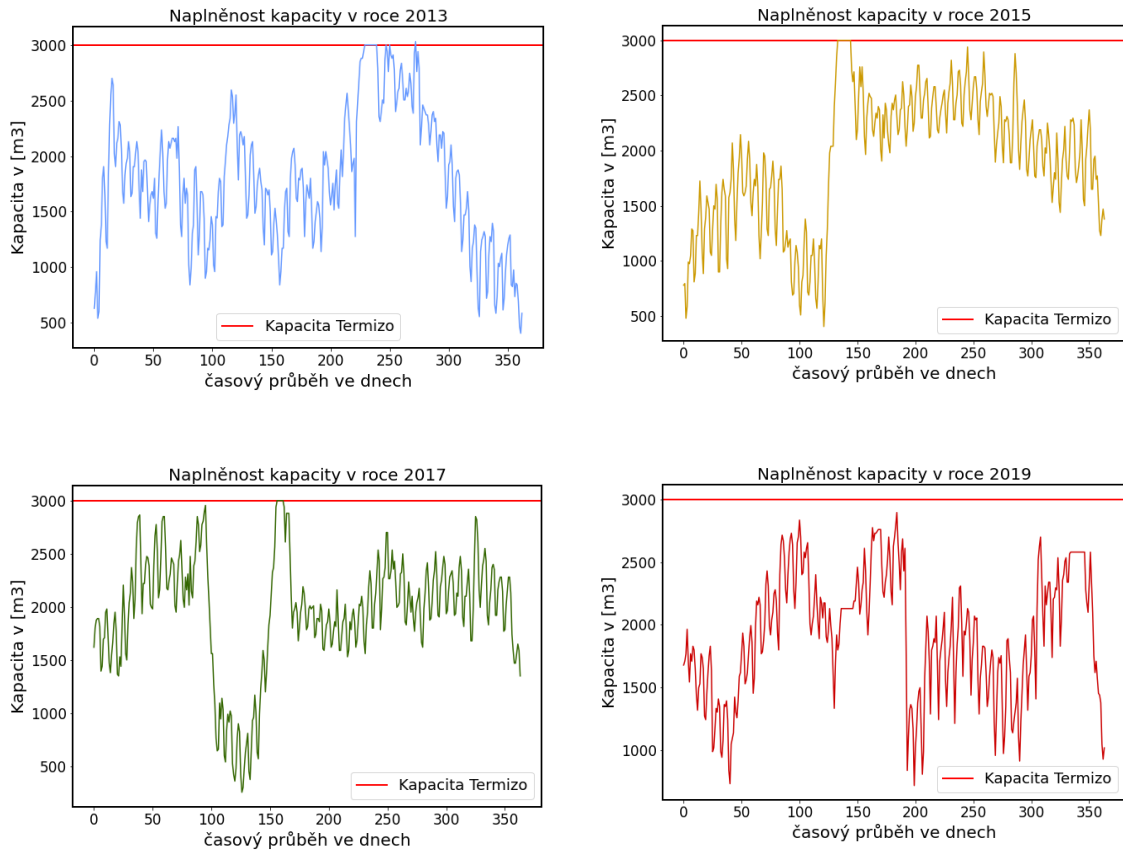 Naplněnost kapacity v roce 2013
Kapacita v [m3]
3000
2500
2000
1500
1000
500
Kapacita Termizo
0 50 100 150 200 250 300 350
časový průběh ve dnech
Naplněnost kapacity v roce 2015
Kapacita v [m3]
3000
2500
2000
1500
1000
500
Kapacita Termizo
0 50 100 150 200 250 300 350
časový průběh ve dnech
Naplněnost kapacity v roce 2017
Kapacita v [m3]
3000
2500
2000
1500
1000
500
Kapacita Termizo
0 50 100 150 200 250 300 350
časový průběh ve dnech
Naplněnost kapacity v roce 2019
Kapacita v [m3]
3000
2500
2000
1500
1000
Kapacita Termizo
0 50 100 150 200 250 300 350
časový průběh ve dnech